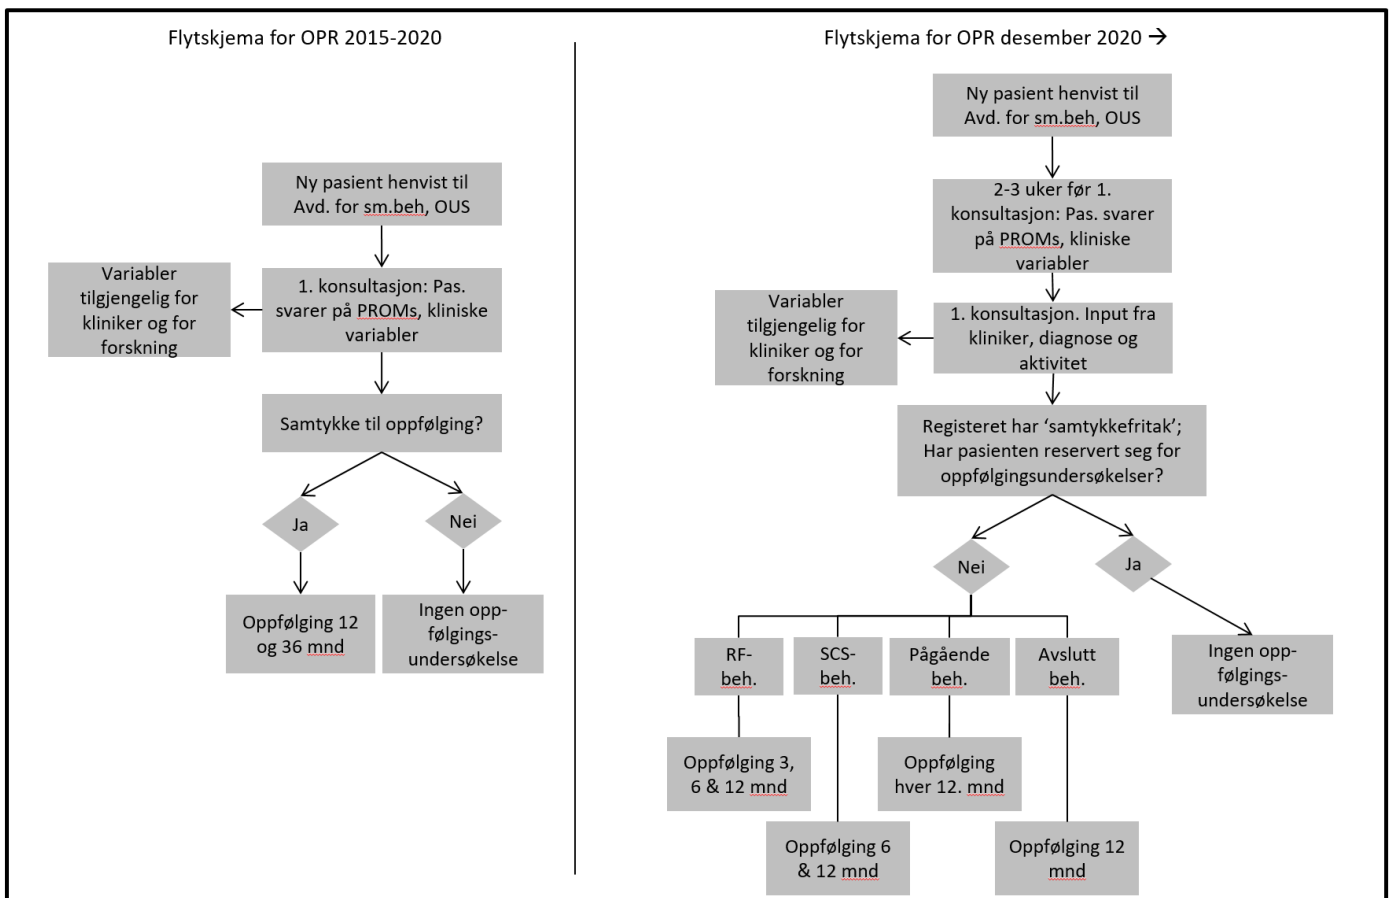 Flytskjema for OPR 2015-2020
Ny pasient henvist til
Avd. for sm.beh, OUS
Variabler
tilgjengelig for
kliniker og for
forskning
1. konsultasjon: Pas.
svarer på PROMs, kliniske
variabler
Samtykke til oppfølging?
Ja
Nei
Oppfølging 12
og 36 mnd
Ingen opp-
følgings-
undersøkelse
Flytskjema for OPR desember 2020 →
Ny pasient henvist til
Avd. for sm.beh, OUS
2-3 uker før 1.
konsultasjon: Pas. svarer
på PROMs, kliniske
variabler
Variabler
tilgjengelig for
kliniker og for
forskning
1. konsultasjon. Input fra
kliniker, diagnose og
aktivitet
Registeret har ‘samtykkefritak’;
Har pasienten reservert seg for
oppfølgingsundersøkelser?
Nei
Ja
RF-
beh.
SCS-
beh.
Pågående
beh.
Avslutt
beh.
Ingen opp-
følgings-
undersøkelse
Oppfølging 3,
6 & 12 mnd
Oppfølging
hver 12. mnd
Oppfølging 6
& 12 mnd
Oppfølging 12
mnd